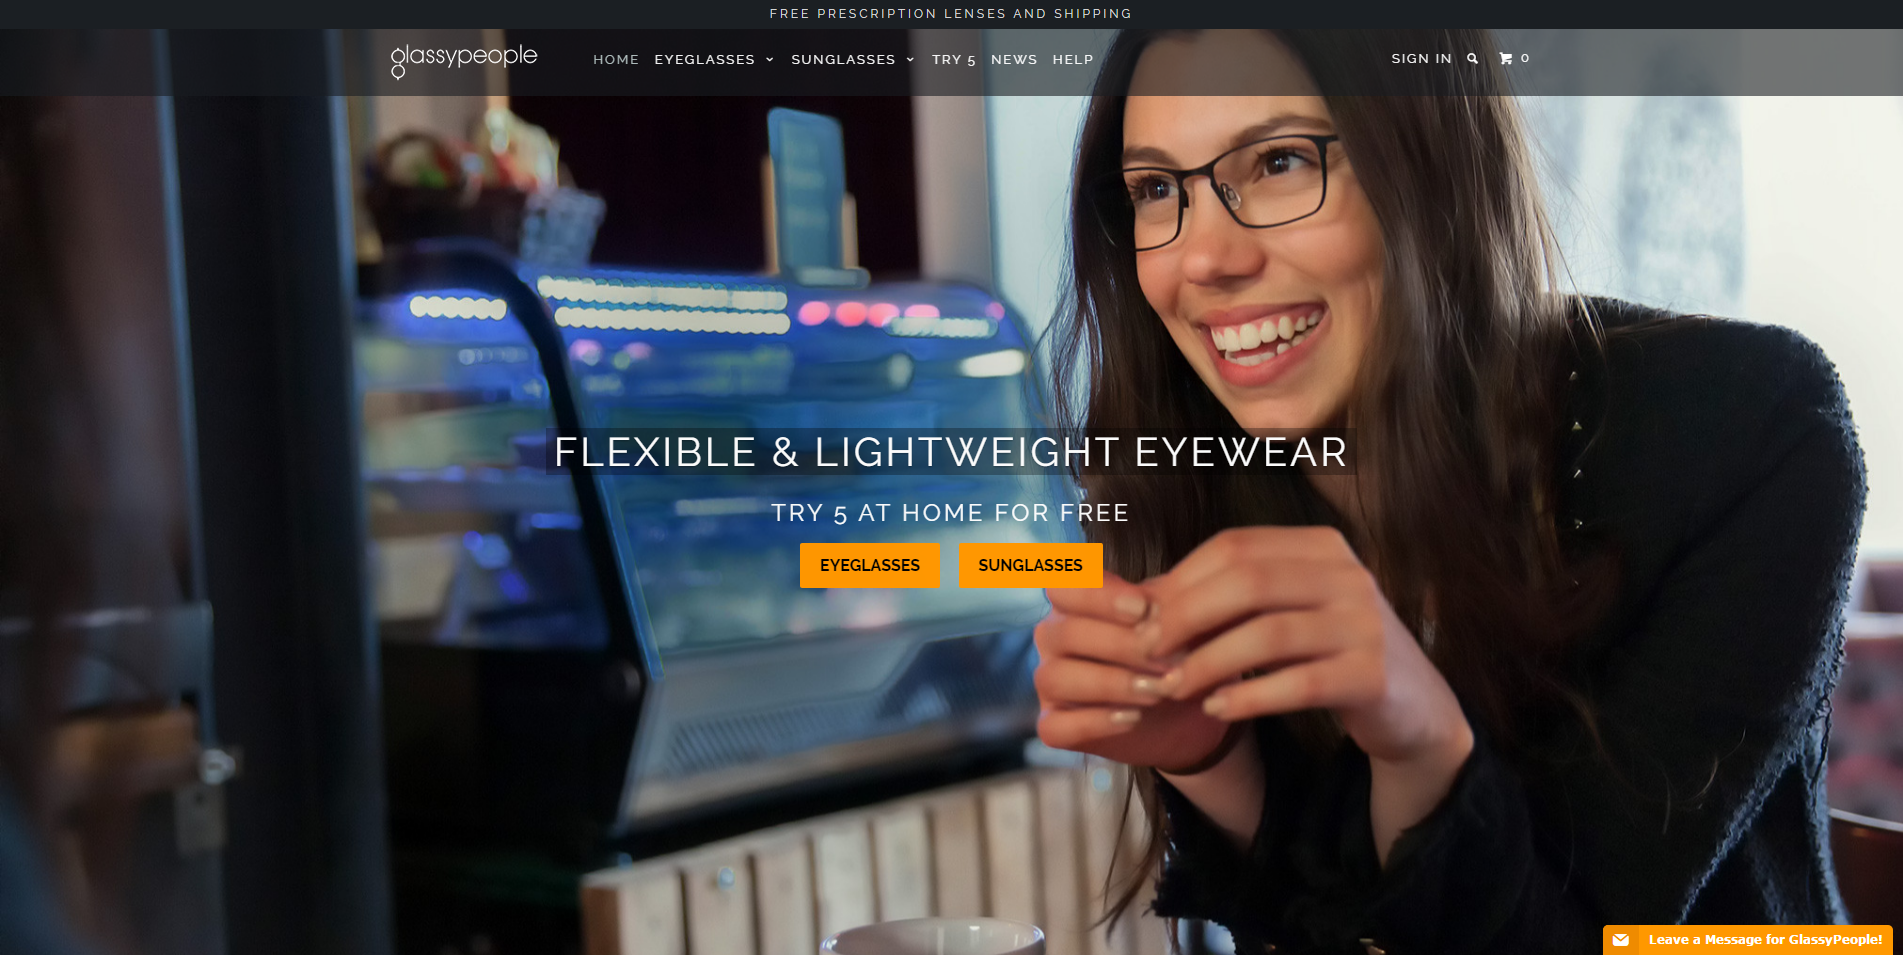 FREE PRESCRIPTION LENSES AND SHIPPING
glassypeople
HOME EYEGLASSES SUNGLASSES TRY 5 NEWS HELP SIGN IN 0
FLEXIBLE & LIGHTWEIGHT EYEWEAR
TRY 5 AT HOME FOR FREE
EYEGLASSES SUNGLASSES
Leave a Message for GlassyPeople!